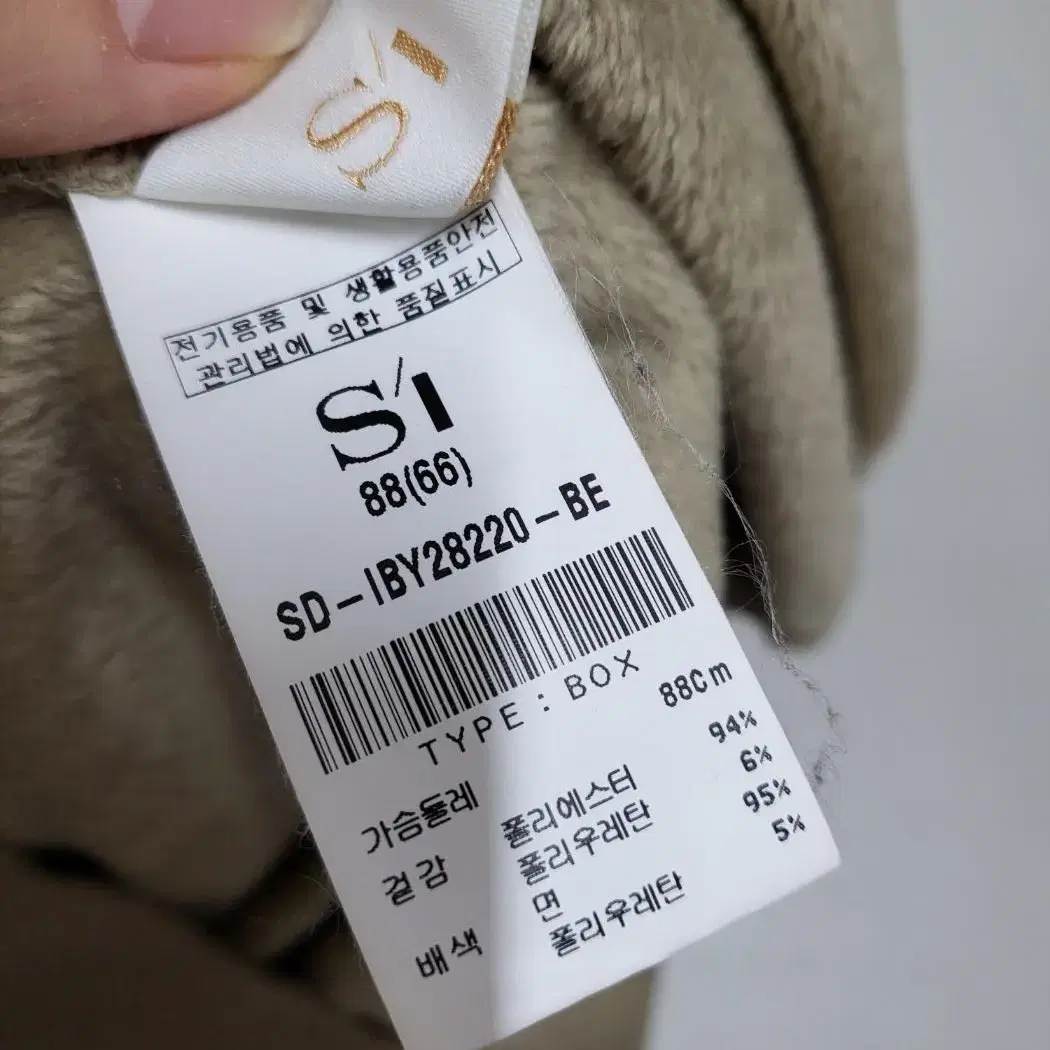 S'I
전기용품 및 생활용품안전
관리법에 의한 품질표시
S'I
88(66)
SD-IBY28220-BE
TYPE : BOX
가슴둘레 88Cm
겉감 폴리에스터 94%
폴리우레탄 6%
배색 면 95%
폴리우레탄 5%